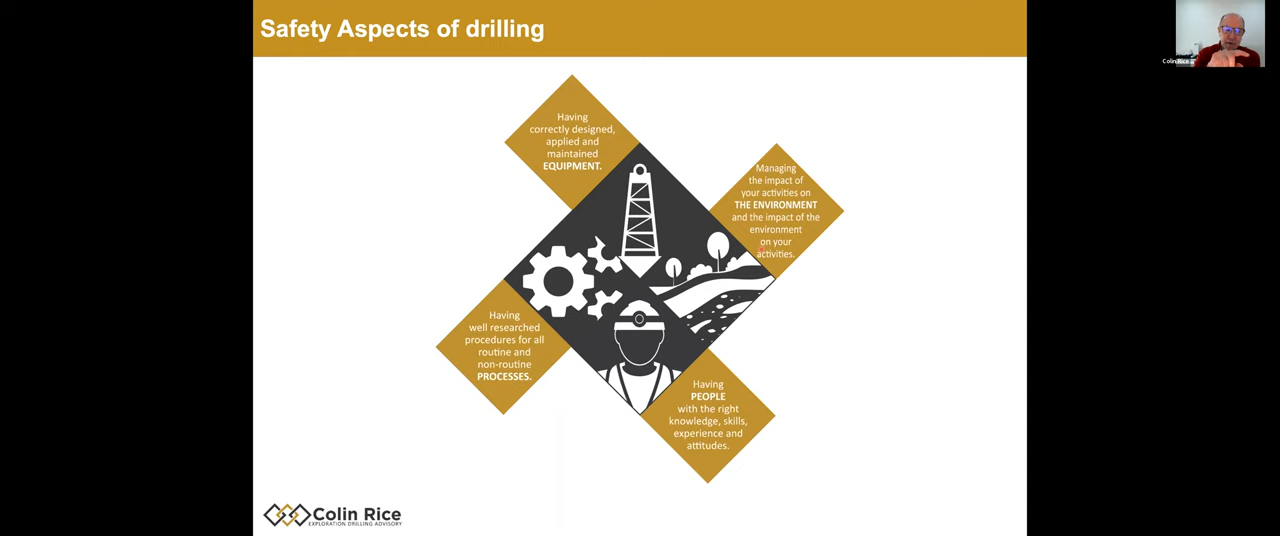 Safety Aspects of drilling
Colin Rice
Having
correctly designed,
applied and
maintained
EQUIPMENT.
Managing
the impact of
your activities on
THE ENVIRONMENT
and the impact of the
environment
on your
activities.
Having
well researched
procedures for all
routine and
non-routine
PROCESSES.
Having
PEOPLE
with the right
knowledge, skills,
experience and
attitudes.
Colin Rice
EXPLORATION DRILLING ADVISORY